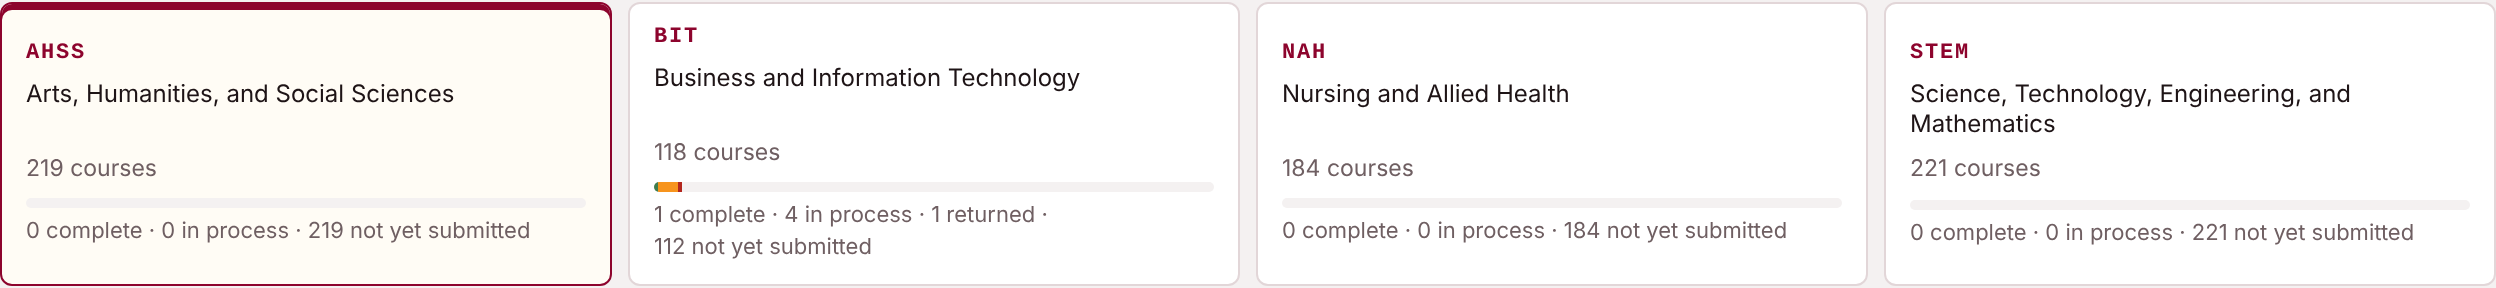 AHSS
Arts, Humanities, and Social Sciences
219 courses
0 complete · 0 in process · 219 not yet submitted
BIT
Business and Information Technology
118 courses
1 complete · 4 in process · 1 returned ·
112 not yet submitted
NAH
Nursing and Allied Health
184 courses
0 complete · 0 in process · 184 not yet submitted
STEM
Science, Technology, Engineering, and
Mathematics
221 courses
0 complete · 0 in process · 221 not yet submitted